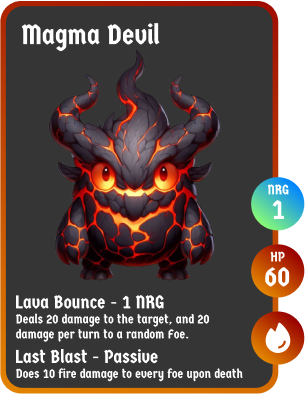 Magma Devil
NRG
1
HP
60
Lava Bounce - 1 NRG
Deals 20 damage to the target, and 20
damage per turn to a random Foe.
Last Blast - Passive
Does 10 fire damage to every foe upon death